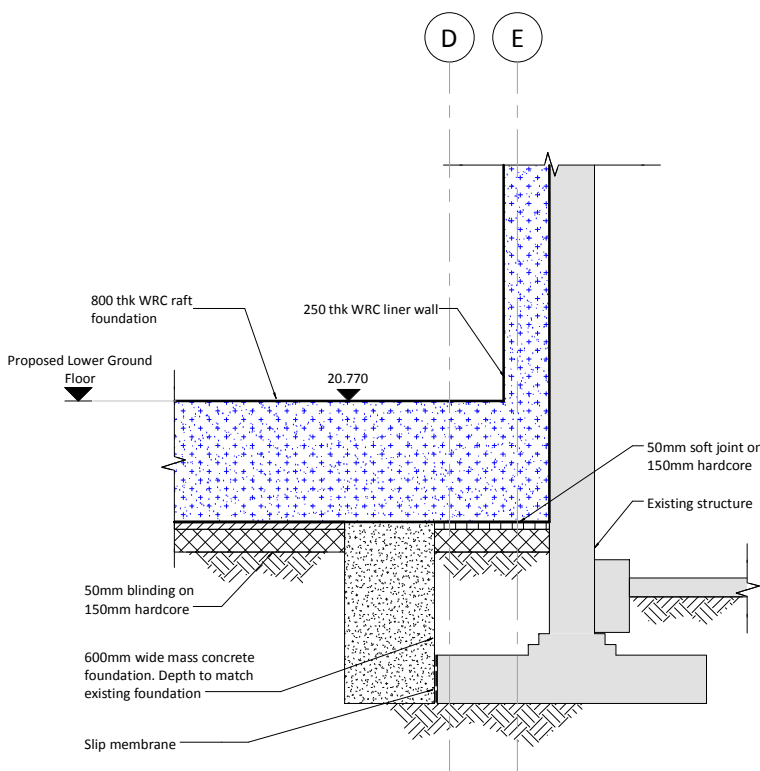 D
E
800 thk WRC raft
foundation
250 thk WRC liner wall
Proposed Lower Ground
Floor
20.770
50mm soft joint on
150mm hardcore
Existing structure
50mm blinding on
150mm hardcore
600mm wide mass concrete
foundation. Depth to match
existing foundation
Slip membrane